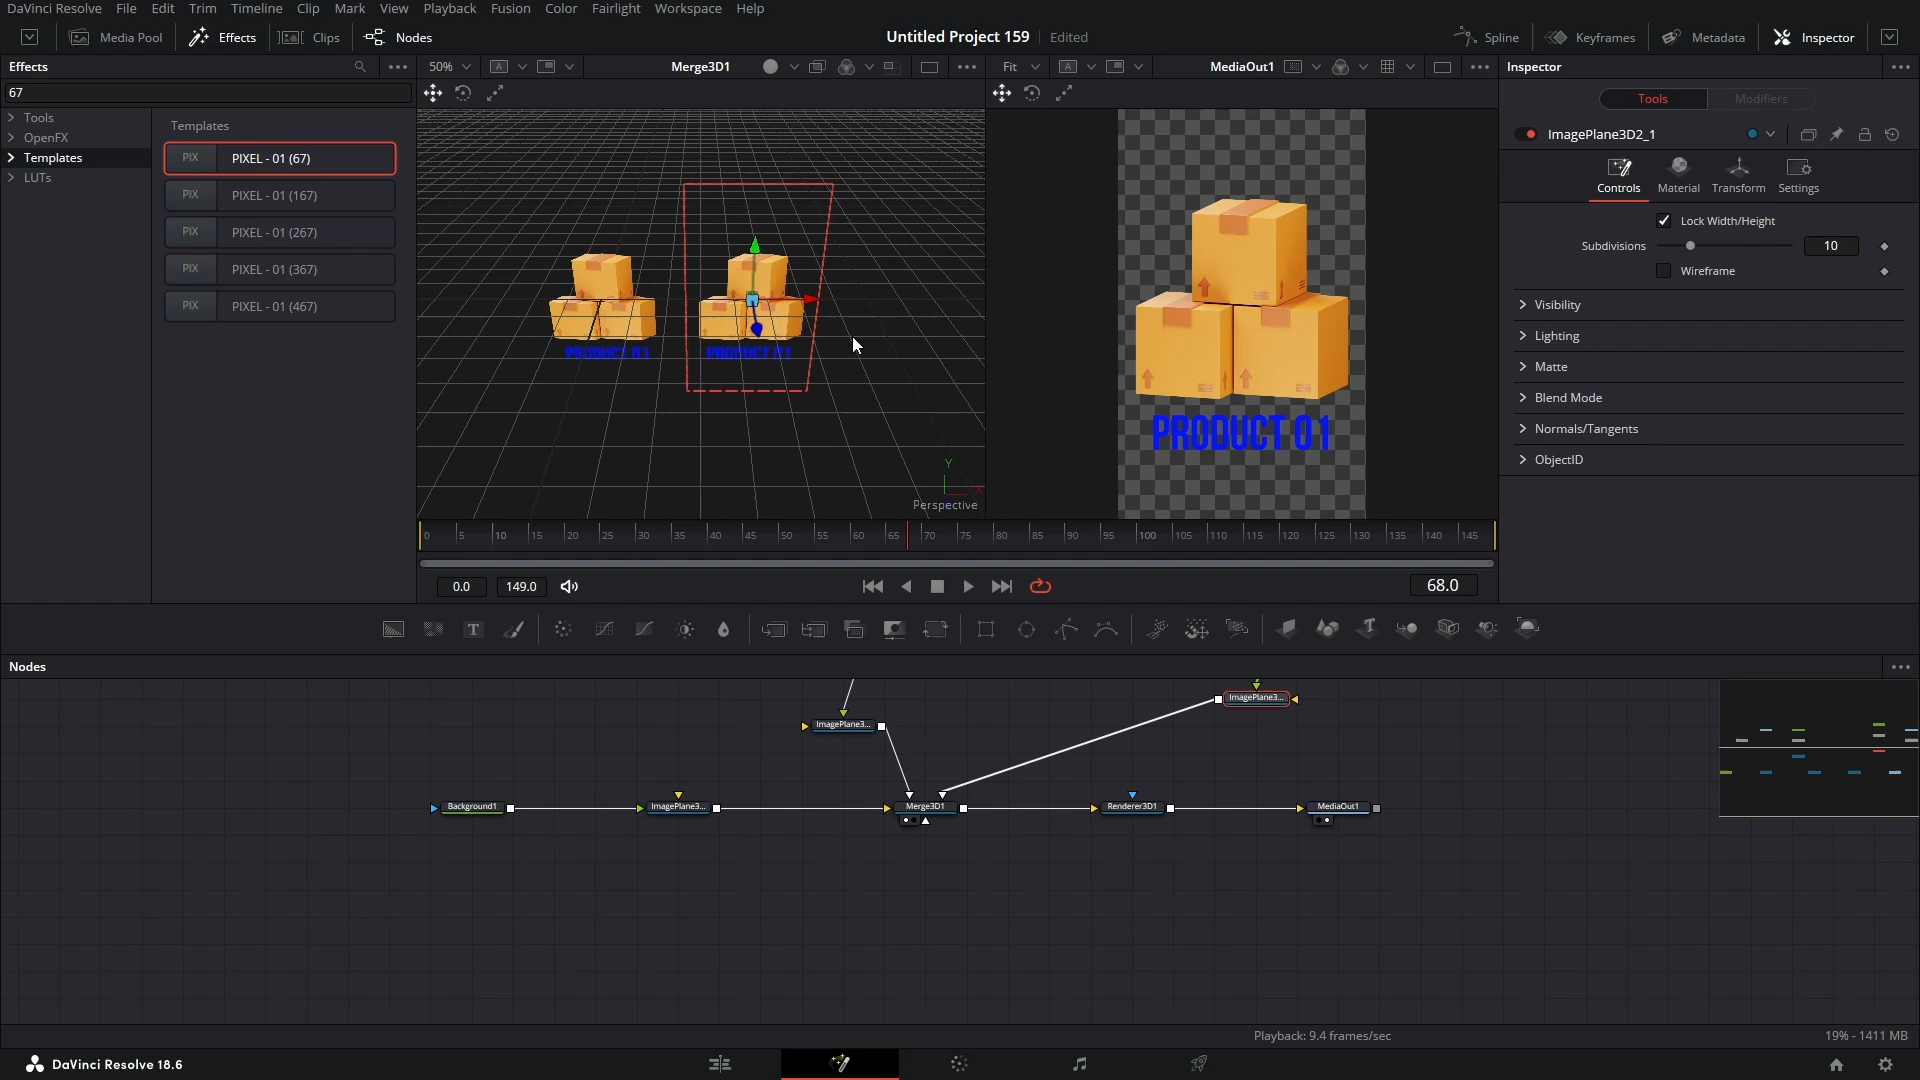 DaVinci Resolve File Edit Trim Timeline Clip Mark View Playback Fusion Color Fairlight Workspace Help
Media Pool Effects Clips Nodes Untitled Project 159 Edited Spline Keyframes Metadata Inspector
Effects 50% A Merge3D1 Fit A MediaOut1 Inspector
67
Tools Modifiers
Tools
OpenFX
Templates
LUTs
Templates
PIX PIXEL - 01 (67)
PIX PIXEL - 01 (167)
PIX PIXEL - 01 (267)
PIX PIXEL - 01 (367)
PIX PIXEL - 01 (467)
PRODUCT 01
PRODUCT 01
Y
Perspective
PRODUCT 01
ImagePlane3D2_1
Controls Material Transform Settings
Lock Width/Height
Subdivisions 10
Wireframe
Visibility
Lighting
Matte
Blend Mode
Normals/Tangents
ObjectID
0 5 10 15 20 25 30 35 40 45 50 55 60 65 70 75 80 85 90 95 100 105 110 115 120 125 130 135 140 145
0.0 149.0 68.0
T
Nodes
ImagePlane3...
ImagePlane3...
Background1 ImagePlane3... Merge3D1 Renderer3D1 MediaOut1
Playback: 9.4 frames/sec 19% - 1411 MB
DaVinci Resolve 18.6